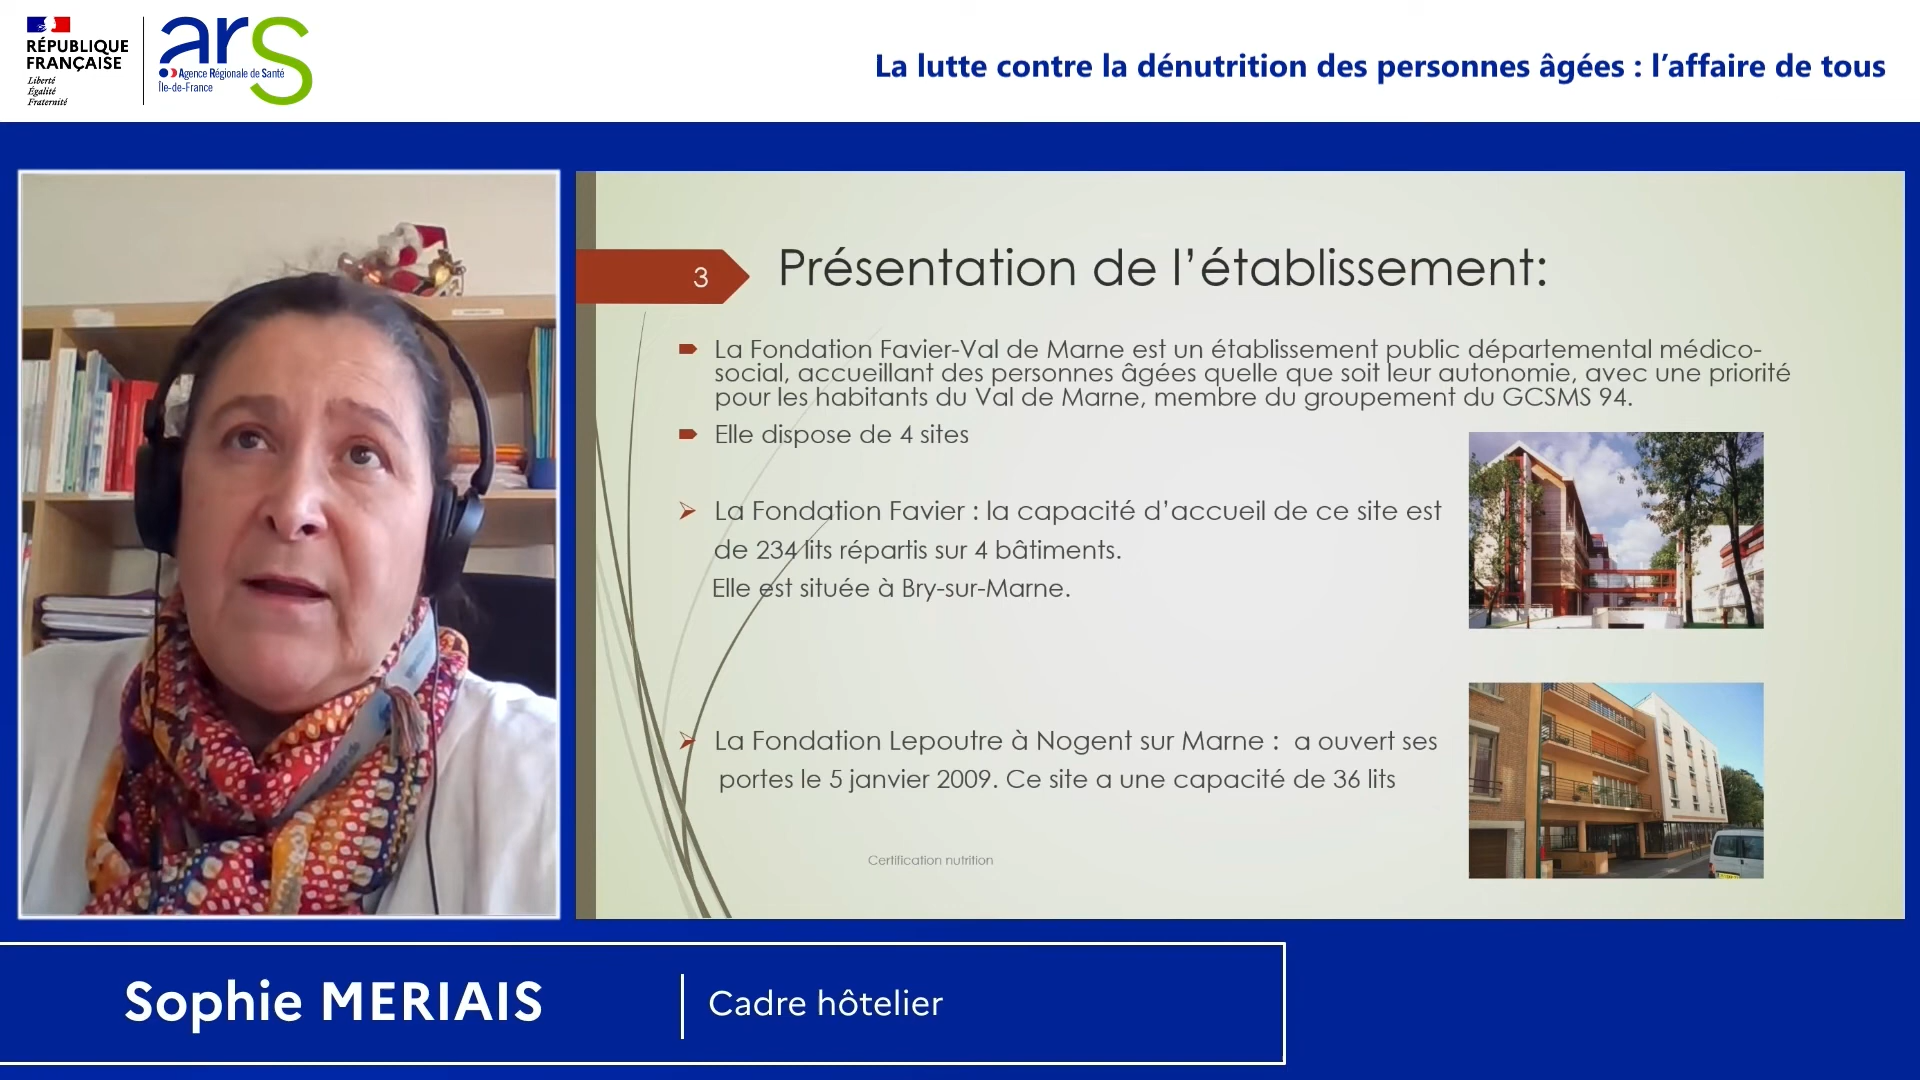 RÉPUBLIQUE
FRANÇAISE
Liberté
Égalité
Fraternité
ars
Agence Régionale de Santé
Île-de-France
La lutte contre la dénutrition des personnes âgées : l’affaire de tous
3
Présentation de l’établissement:
La Fondation Favier-Val de Marne est un établissement public départemental médico-
social, accueillant des personnes âgées quelle que soit leur autonomie, avec une priorité
pour les habitants du Val de Marne, membre du groupement du GCSMS 94.
Elle dispose de 4 sites
La Fondation Favier : la capacité d’accueil de ce site est
de 234 lits répartis sur 4 bâtiments.
Elle est située à Bry-sur-Marne.
La Fondation Lepoutre à Nogent sur Marne : a ouvert ses
portes le 5 janvier 2009. Ce site a une capacité de 36 lits
Certification nutrition
Sophie MERIAIS
Cadre hôtelier